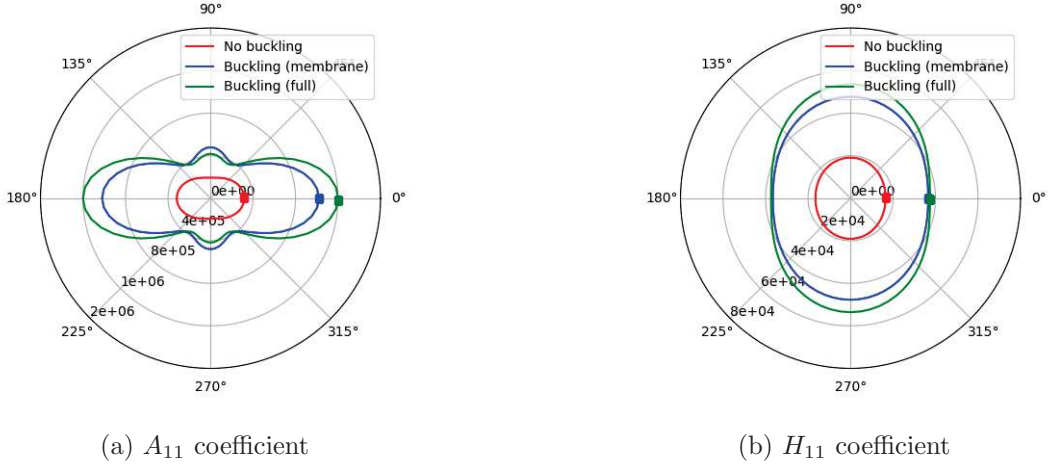 90°
No buckling
Buckling (membrane)
Buckling (full)
135°
180°
0°
0e+00
4e+05
8e+05
1e+06
2e+06
225°
315°
270°
(a) A₁₁ coefficient
90°
No buckling
Buckling (membrane)
Buckling (full)
135°
180°
0°
0e+00
2e+04
4e+04
6e+04
8e+04
225°
315°
270°
(b) H₁₁ coefficient